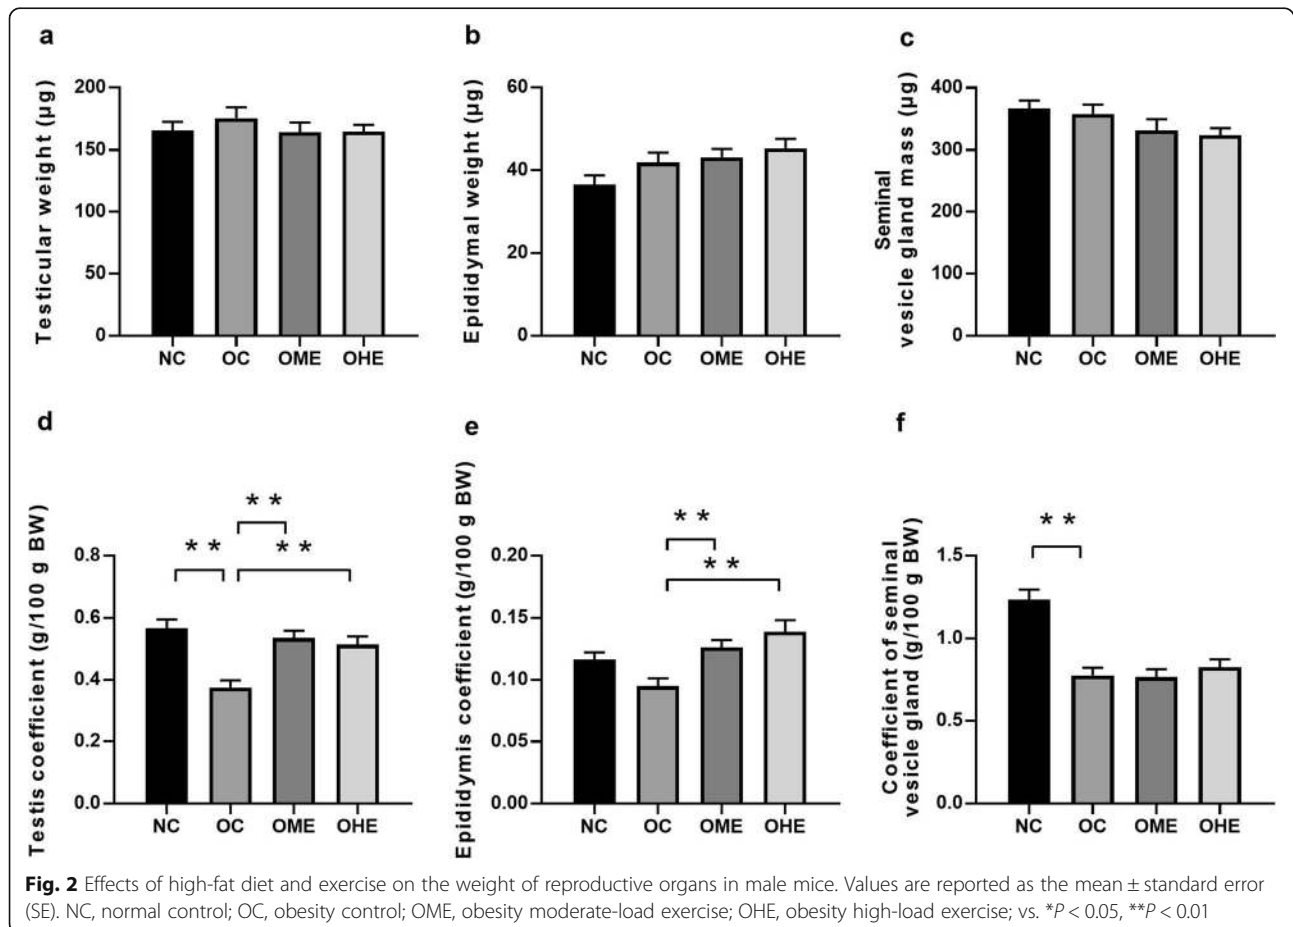 a
Testicular weight (µg)
200
150
100
50
0
NC OC OME OHE
b
Epididymal weight (µg)
60
40
20
0
NC OC OME OHE
c
Seminal
vesicle gland mass (µg)
400
300
200
100
0
NC OC OME OHE
d
Testis coefficient (g/100 g BW)
0.8
0.6
0.4
0.2
0.0
* *
* *
* *
NC OC OME OHE
e
Epididymis coefficient (g/100 g BW)
0.20
0.15
0.10
0.05
0.00
* *
* *
NC OC OME OHE
f
Coefficient of seminal
vesicle gland (g/100 g BW)
1.5
1.0
0.5
0.0
* *
NC OC OME OHE
Fig. 2 Effects of high-fat diet and exercise on the weight of reproductive organs in male mice. Values are reported as the mean ± standard error
(SE). NC, normal control; OC, obesity control; OME, obesity moderate-load exercise; OHE, obesity high-load exercise; vs. *P < 0.05, **P < 0.01